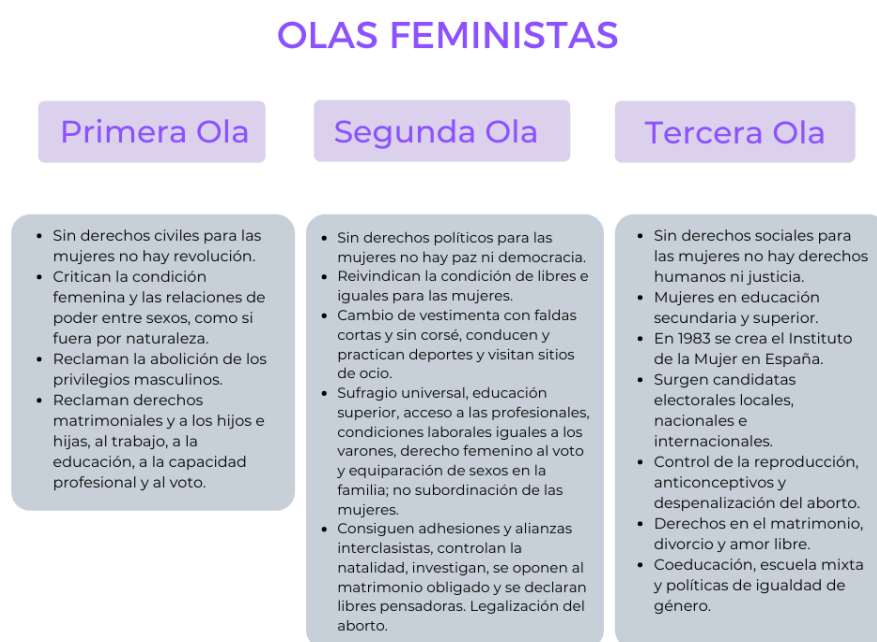 OLAS FEMINISTAS
Primera Ola
Sin derechos civiles para las
mujeres no hay revolución.
Critican la condición
femenina y las relaciones de
poder entre sexos, como si
fuera por naturaleza.
Reclaman la abolición de los
privilegios masculinos.
Reclaman derechos
matrimoniales y a los hijos e
hijas, al trabajo, a la
educación, a la capacidad
profesional y al voto.
Segunda Ola
Sin derechos políticos para las
mujeres no hay paz ni democracia.
Reivindican la condición de libres e
iguales para las mujeres.
Cambio de vestimenta con faldas
cortas y sin corsé, conducen y
practican deportes y visitan sitios
de ocio.
Sufragio universal, educación
superior, acceso a las profesionales,
condiciones laborales iguales a los
varones, derecho femenino al voto
y equiparación de sexos en la
familia; no subordinación de las
mujeres.
Consiguen adhesiones y alianzas
interclasistas, controlan la
natalidad, investigan, se oponen al
matrimonio obligado y se declaran
libres pensadoras. Legalización del
aborto.
Tercera Ola
Sin derechos sociales para
las mujeres no hay derechos
humanos ni justicia.
Mujeres en educación
secundaria y superior.
En 1983 se crea el Instituto
de la Mujer en España.
Surgen candidatas
electorales locales,
nacionales e
internacionales.
Control de la reproducción,
anticonceptivos y
despenalización del aborto.
Derechos en el matrimonio,
divorcio y amor libre.
Coeducación, escuela mixta
y políticas de igualdad de
género.